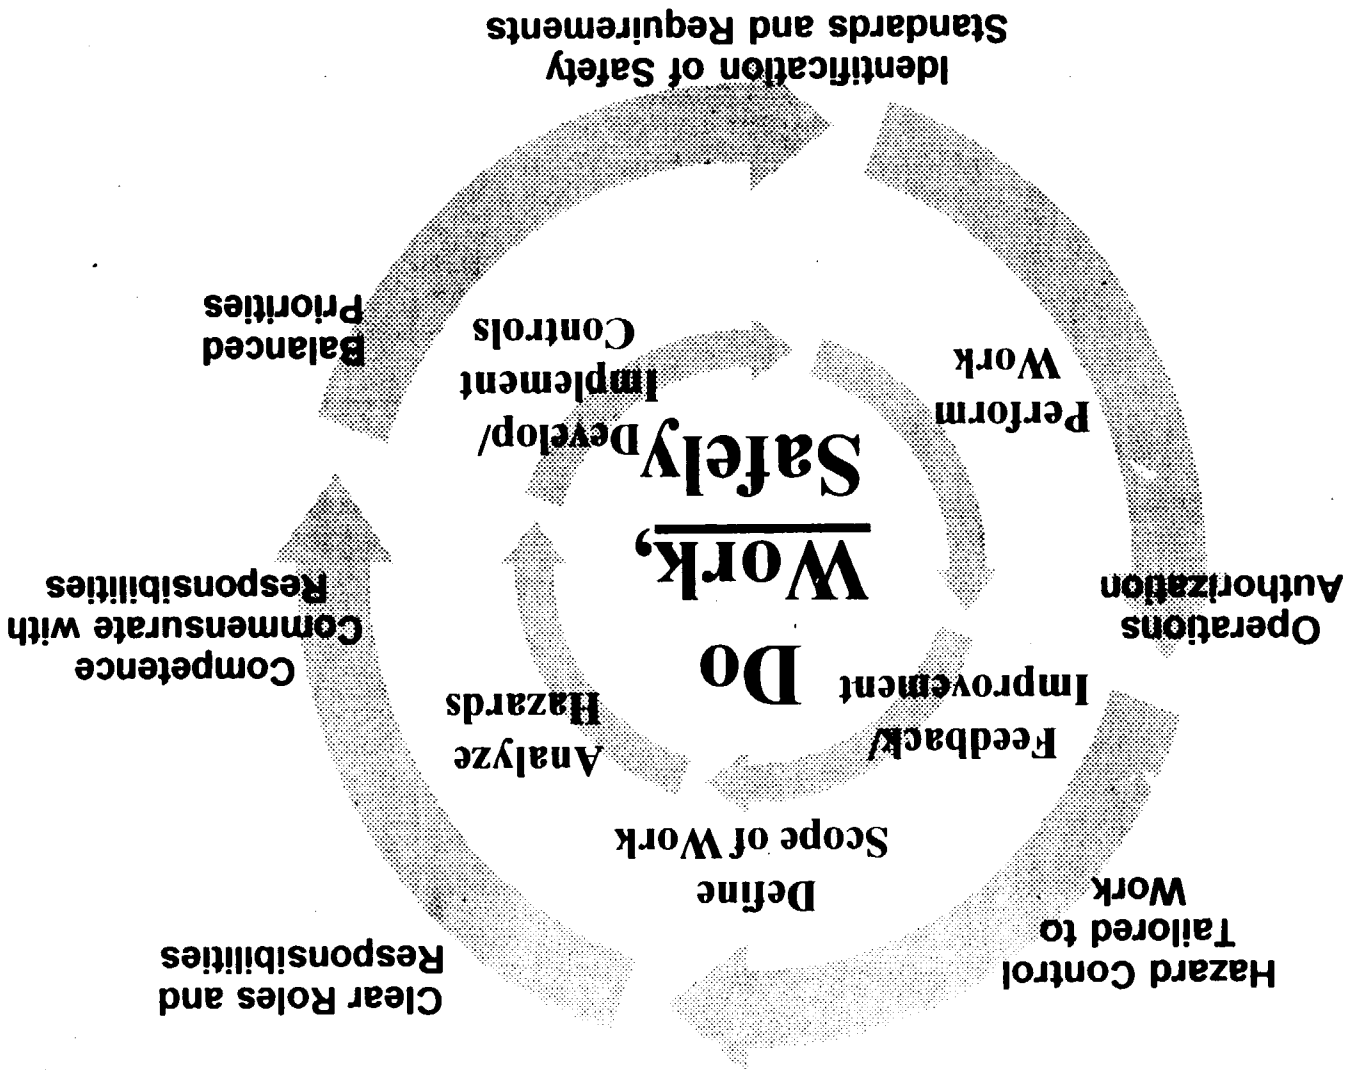 Hazard Control
Tailored to
Work
Clear Roles and
Responsibilities
Define
Scope of Work
Feedback/
Improvement
Analyze
Hazards
Operations
Authorization
Competence
Commensurate with
Responsibilities
Do
Work,
Safely
Perform
Work
Develop/
Implement
Controls
Balanced
Priorities
Identification of Safety
Standards and Requirements